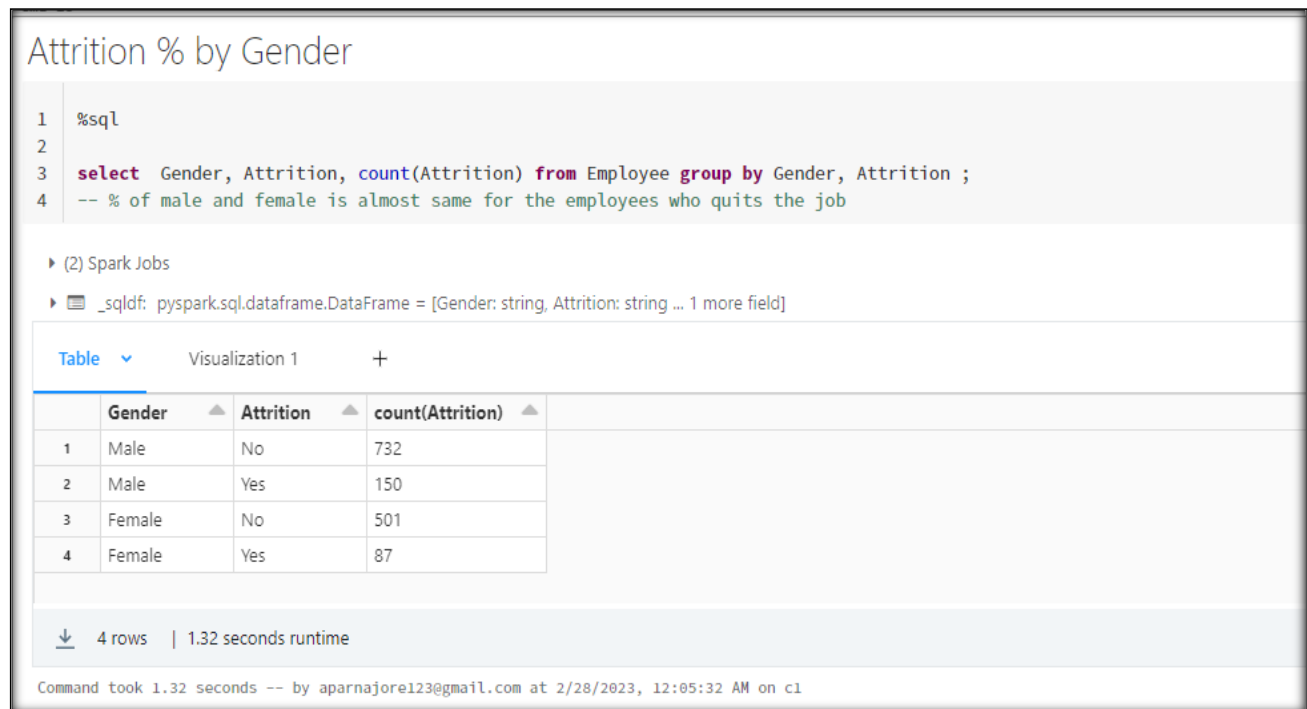 Attrition % by Gender
1 %sql
2
3 select Gender, Attrition, count(Attrition) from Employee group by Gender, Attrition ;
4 -- % of male and female is almost same for the employees who quits the job
(2) Spark Jobs
_sqldf: pyspark.sql.dataframe.DataFrame = [Gender: string, Attrition: string ... 1 more field]
Table Visualization 1 +
Gender Attrition count(Attrition)
1 Male No 732
2 Male Yes 150
3 Female No 501
4 Female Yes 87
4 rows | 1.32 seconds runtime
Command took 1.32 seconds -- by aparnajore123@gmail.com at 2/28/2023, 12:05:32 AM on c1